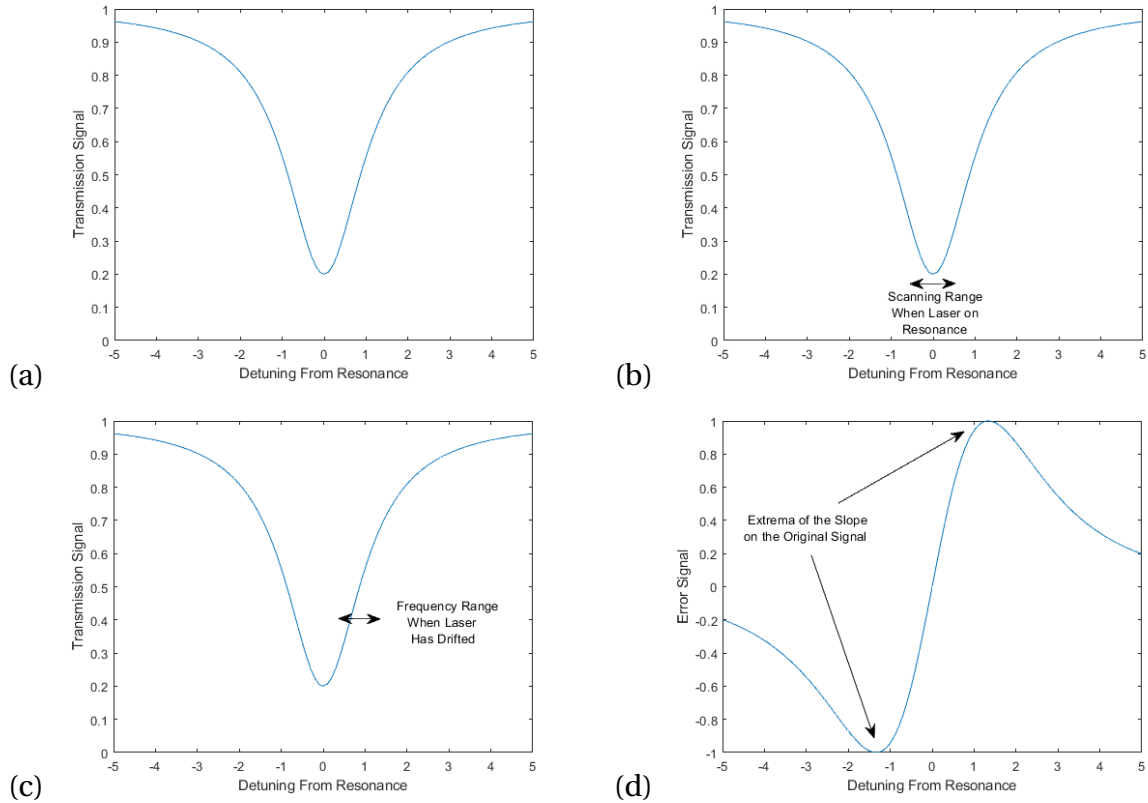 1
0.9
0.8
0.7
0.6
0.5
0.4
0.3
0.2
0.1
0
Transmission Signal
-5 -4 -3 -2 -1 0 1 2 3 4 5
Detuning From Resonance
(a)
1
0.9
0.8
0.7
0.6
0.5
0.4
0.3
0.2
0.1
0
Transmission Signal
Scanning Range
When Laser on
Resonance
-5 -4 -3 -2 -1 0 1 2 3 4 5
Detuning From Resonance
(b)
1
0.9
0.8
0.7
0.6
0.5
0.4
0.3
0.2
0.1
0
Transmission Signal
Frequency Range
When Laser
Has Drifted
-5 -4 -3 -2 -1 0 1 2 3 4 5
Detuning From Resonance
(c)
1
0.8
0.6
0.4
0.2
0
-0.2
-0.4
-0.6
-0.8
-1
Error Signal
Extrema of the Slope
on the Original Signal
-5 -4 -3 -2 -1 0 1 2 3 4 5
Detuning From Resonance
(d)